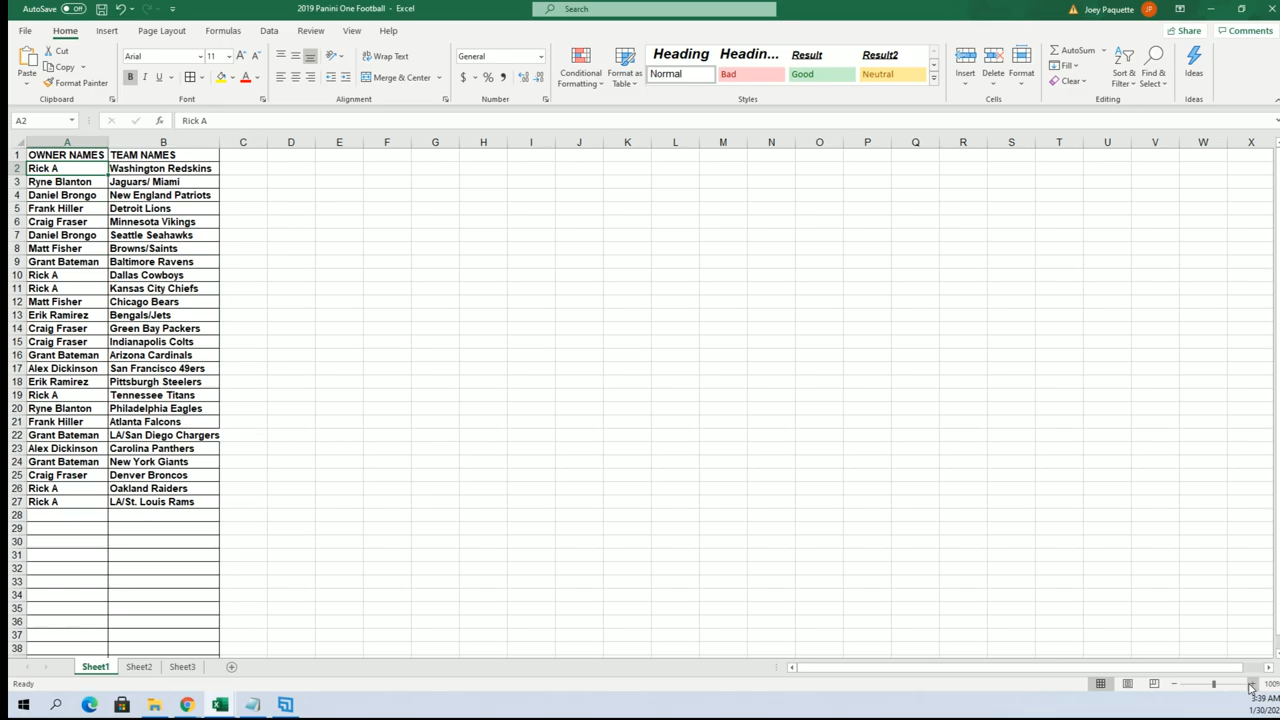 AutoSave Off 2019 Panini One Football - Excel Search Joey Paquette JP
File Home Insert Page Layout Formulas Data Review View Help Share Comments
Paste Cut Copy Format Painter Clipboard
Arial 11 B I U A Font
Wrap Text Merge & Center Alignment
General $ % Number
Conditional Formatting Format as Table
Heading Headin... Result Result2
Normal Bad Good Neutral
Styles
Insert Delete Format Cells
AutoSum Fill Clear Sort & Filter Find & Select Editing
Ideas Ideas
A2 fx Rick A
A B C D E F G H I J K L M N O P Q R S T U V W X
1 OWNER NAMES TEAM NAMES
2 Rick A Washington Redskins
3 Ryne Blanton Jaguars/ Miami
4 Daniel Brongo New England Patriots
5 Frank Hiller Detroit Lions
6 Craig Fraser Minnesota Vikings
7 Daniel Brongo Seattle Seahawks
8 Matt Fisher Browns/Saints
9 Grant Bateman Baltimore Ravens
10 Rick A Dallas Cowboys
11 Rick A Kansas City Chiefs
12 Matt Fisher Chicago Bears
13 Erik Ramirez Bengals/Jets
14 Craig Fraser Green Bay Packers
15 Craig Fraser Indianapolis Colts
16 Grant Bateman Arizona Cardinals
17 Alex Dickinson San Francisco 49ers
18 Erik Ramirez Pittsburgh Steelers
19 Rick A Tennessee Titans
20 Ryne Blanton Philadelphia Eagles
21 Frank Hiller Atlanta Falcons
22 Grant Bateman LA/San Diego Chargers
23 Alex Dickinson Carolina Panthers
24 Grant Bateman New York Giants
25 Craig Fraser Denver Broncos
26 Rick A Oakland Raiders
27 Rick A LA/St. Louis Rams
28
29
30
31
32
33
34
35
36
37
38
Sheet1 Sheet2 Sheet3
Ready 100%
3:39 AM
1/30/202